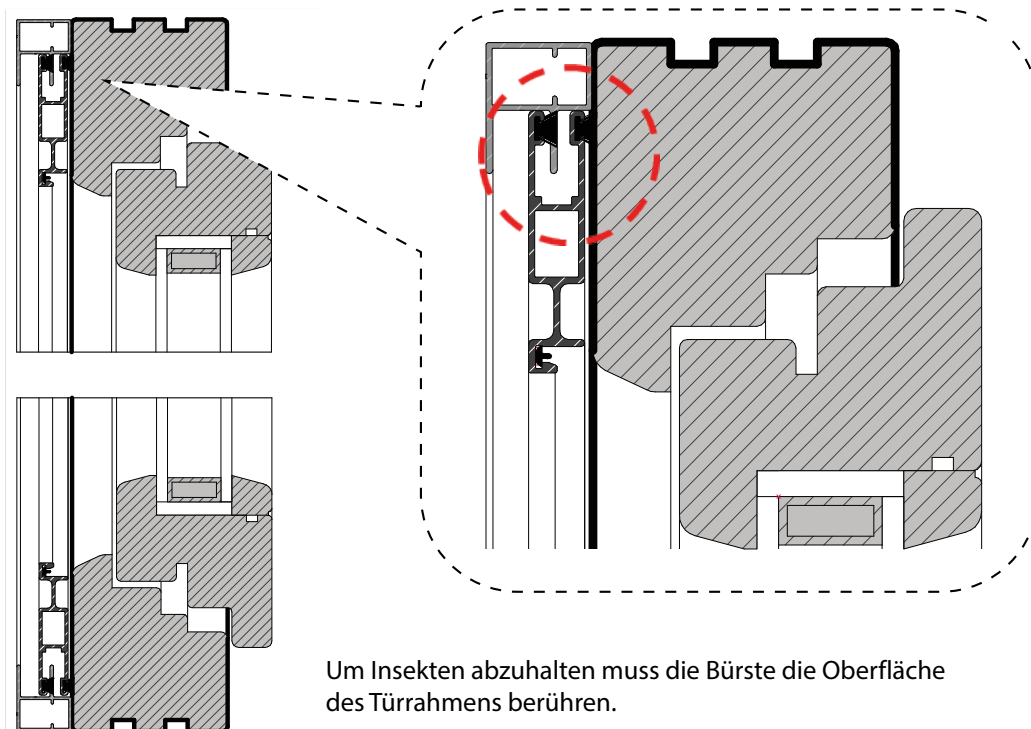 Um Insekten abzuhalten muss die Bürste die Oberfläche
des Türrahmens berühren.